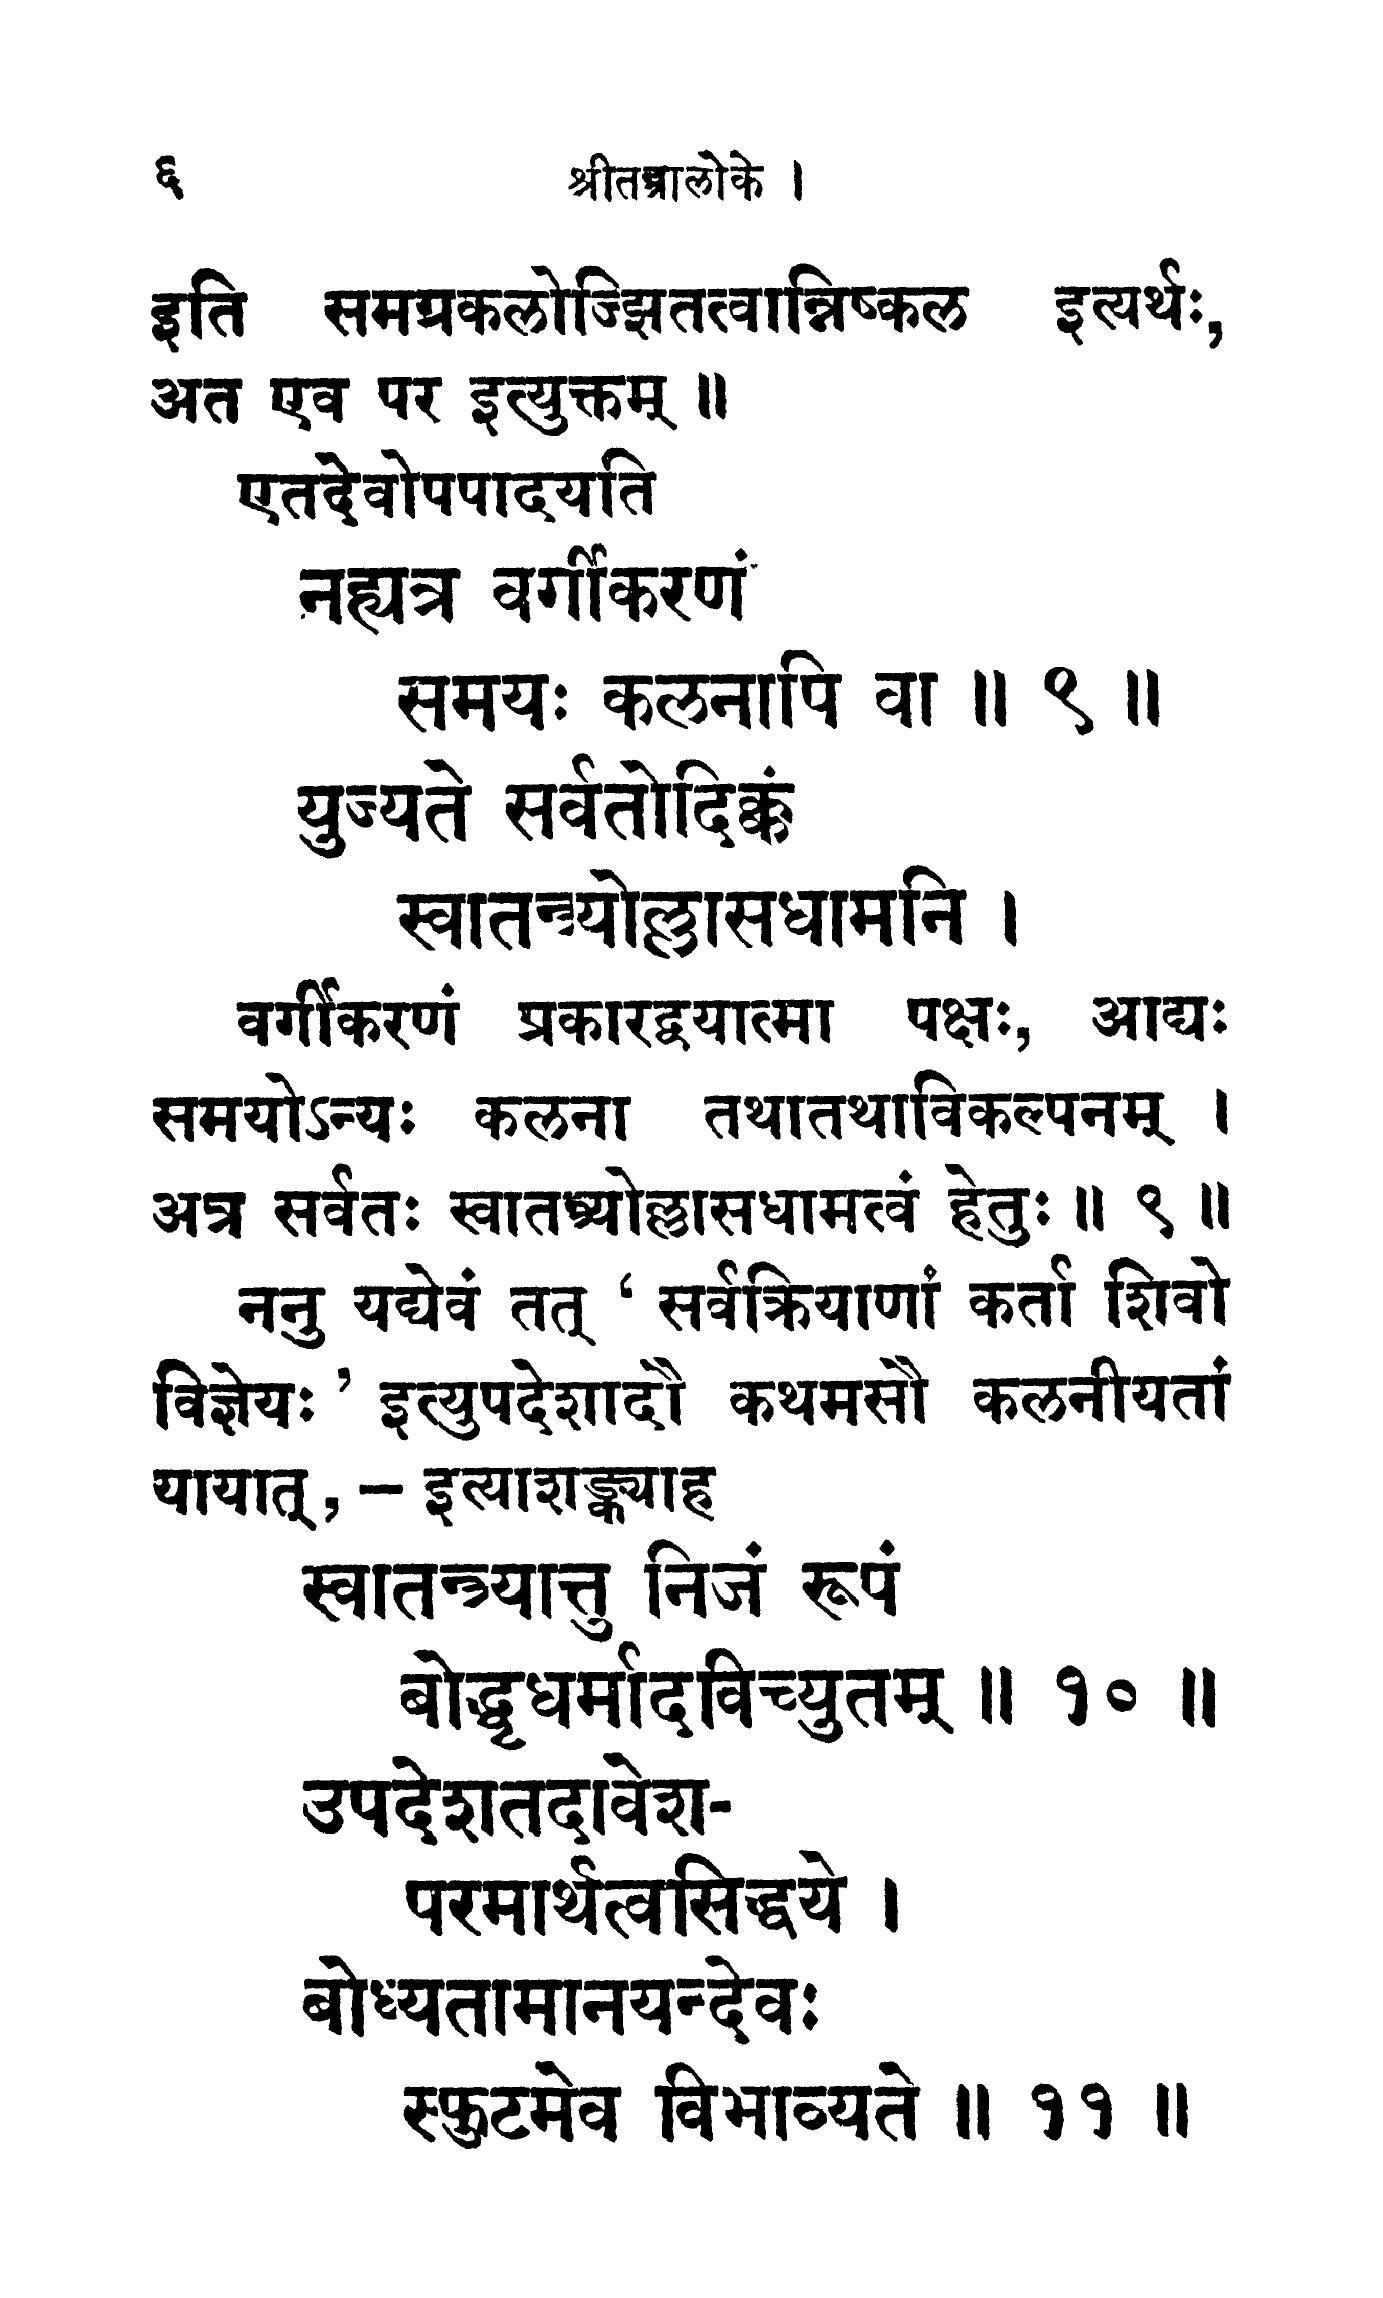 ६ श्रीतन्त्रालोके ।
इति समग्रकलोज्झितत्वान्निष्कल इत्यर्थः,
अत एव पर इत्युक्तम् ॥
एतदेवोपपादयति
नह्यत्र वर्गीकरणं
समयः कलनापि वा ॥ ९ ॥
युज्यते सर्वतोदिक्कं
स्वातन्त्र्योल्लासधामनि ।
वर्गीकरणं प्रकारद्वयात्मा पक्षः, आद्यः
समयोऽन्यः कलना तथातथाविकल्पनम् ।
अत्र सर्वतः स्वातन्त्र्योल्लासधामत्वं हेतुः ॥ ९ ॥
ननु यद्येवं तत् ‘ सर्वक्रियाणां कर्ता शिवो
विज्ञेयः ’ इत्युपदेशादौ कथमसौ कलनीयतां
यायात् , — इत्याशङ्क्याह
स्वातन्त्र्यात्तु निजं रूपं
बोद्धृधर्मादविच्युतम् ॥ १० ॥
उपदेशतदावेश-
परमार्थत्वसिद्धये ।
बोध्यतामानयन्देवः
स्फुटमेव विभाव्यते ॥ ११ ॥